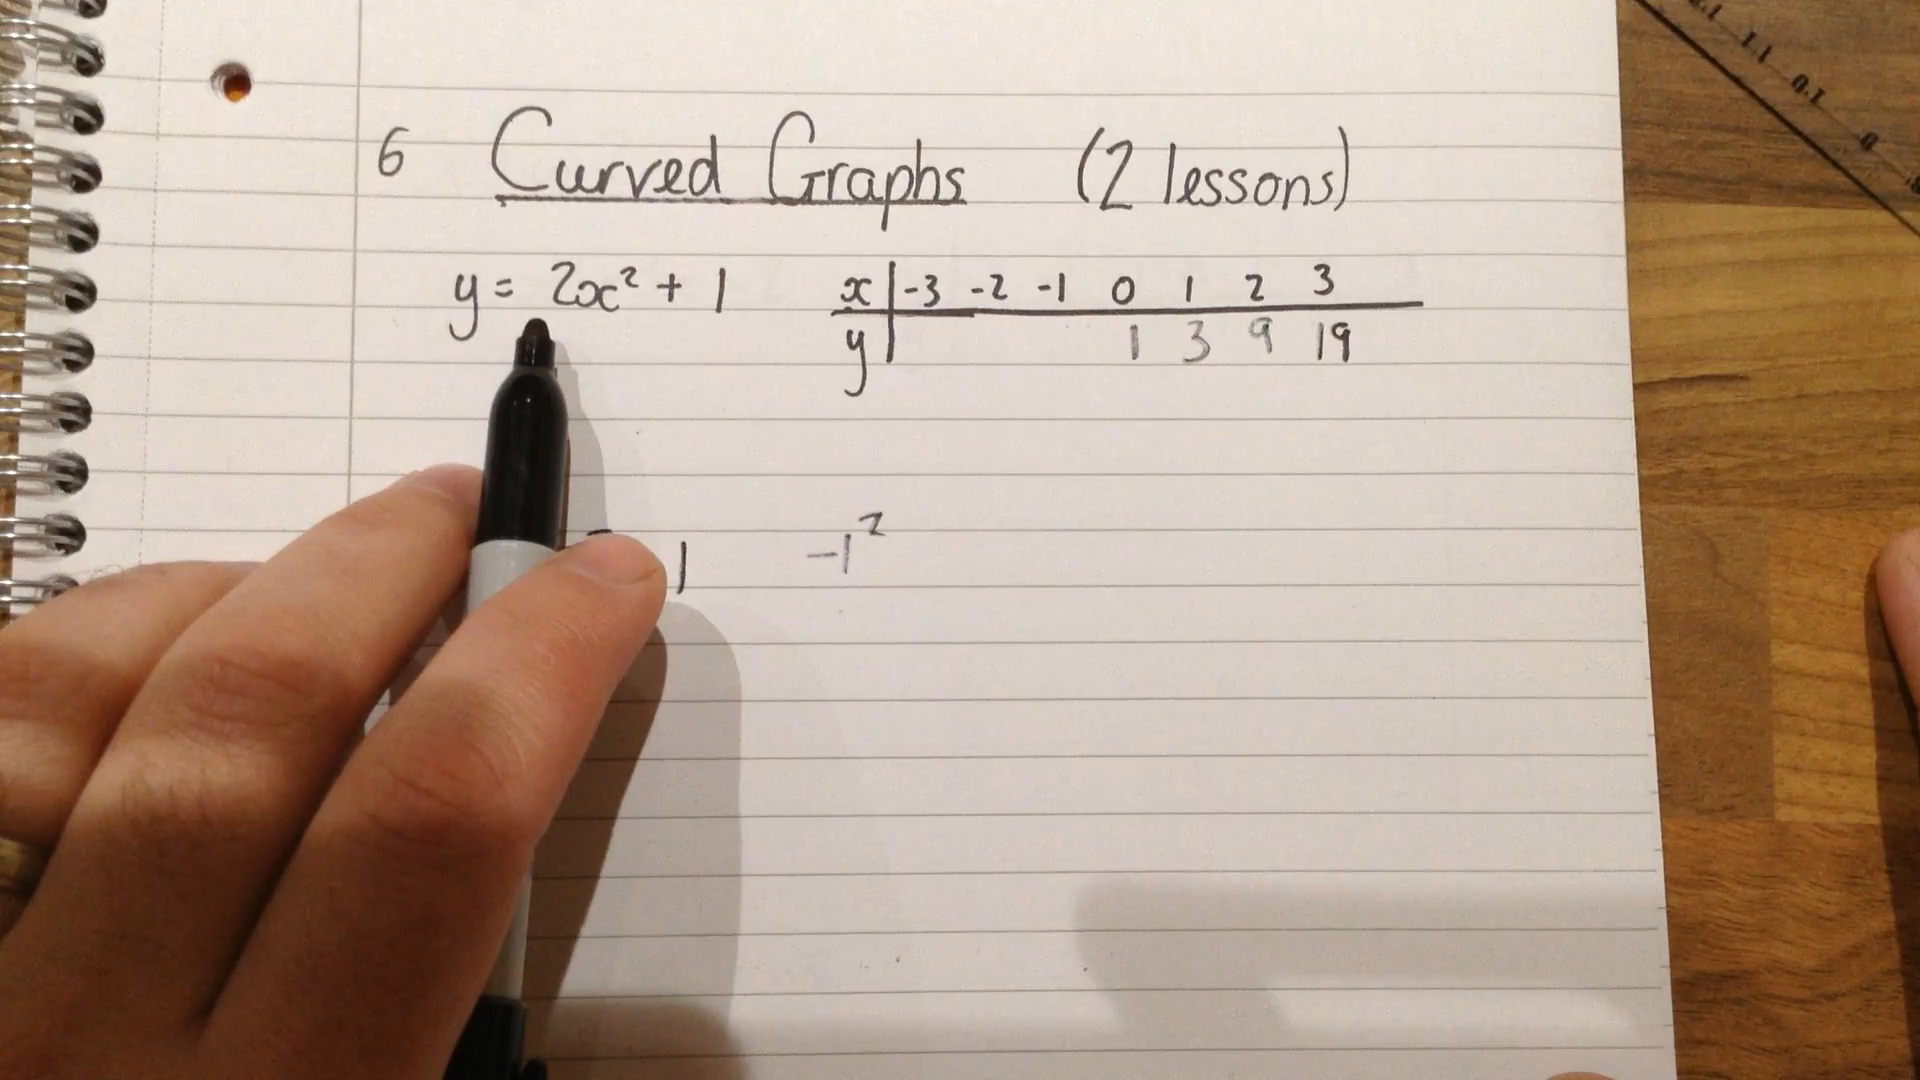 6 Curved Graphs (2 lessons)
y = 2x² + 1
x -3 -2 -1 0 1 2 3
y 1 3 9 19
1 -1²